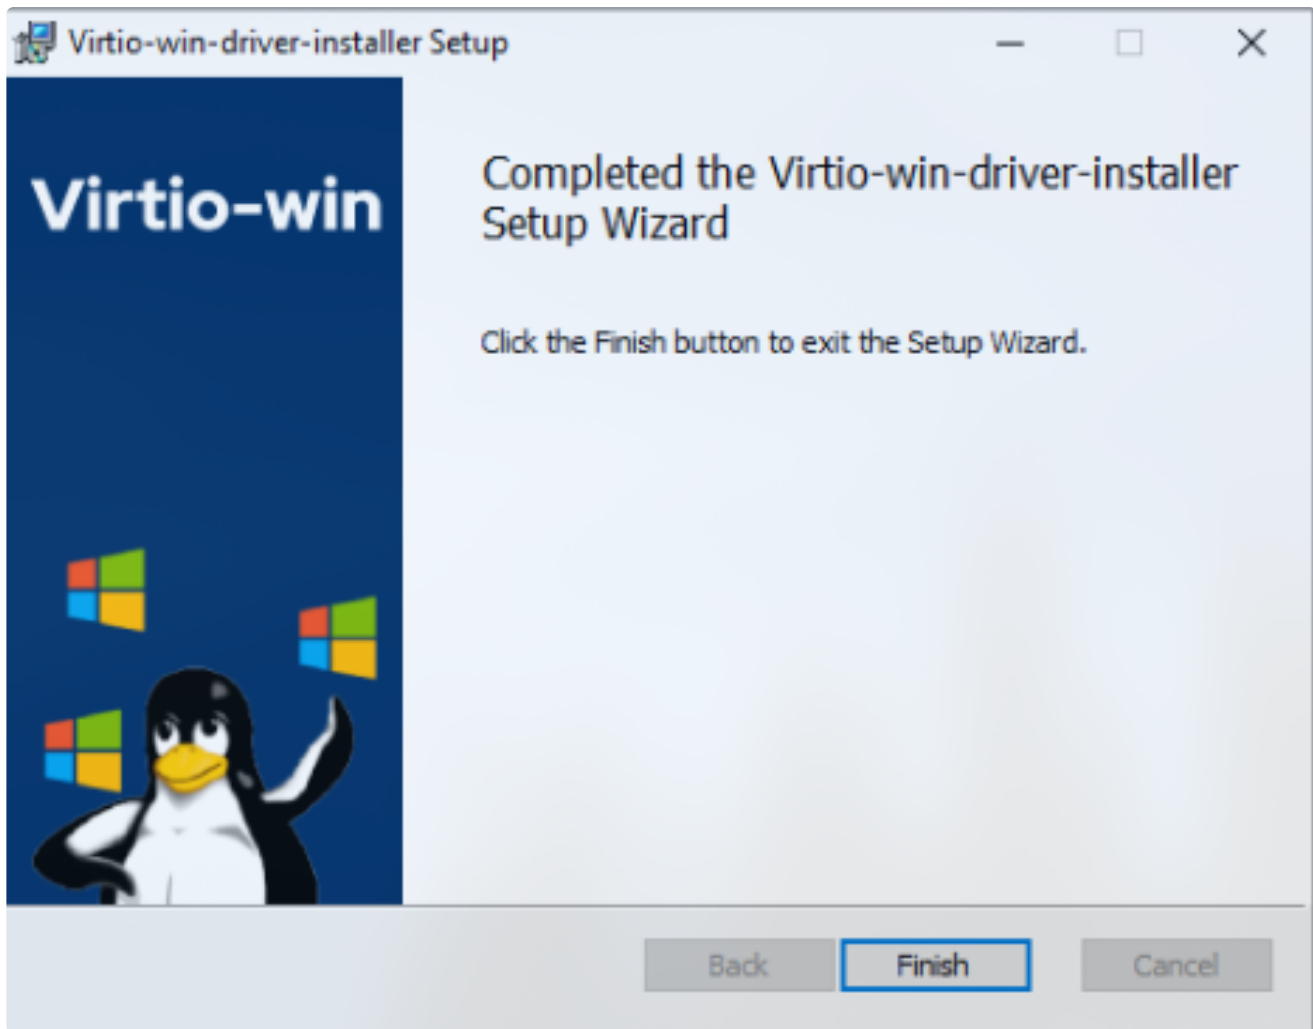 Virtio-win-driver-installer Setup
Virtio-win
Completed the Virtio-win-driver-installer
Setup Wizard
Click the Finish button to exit the Setup Wizard.
Back
Finish
Cancel